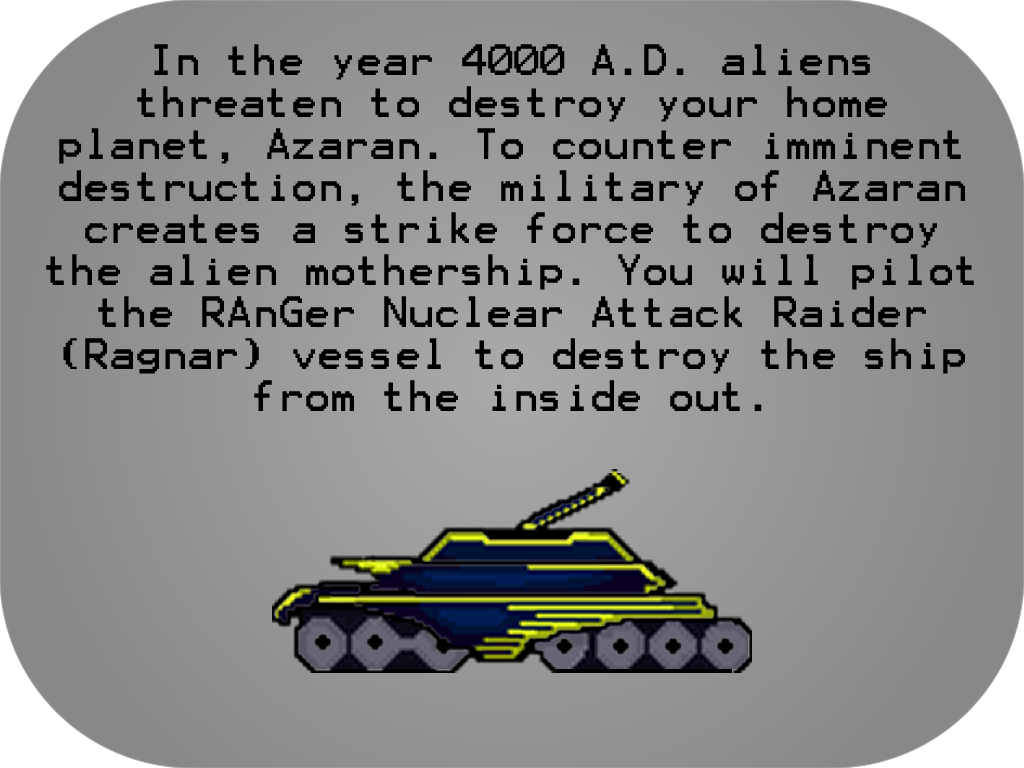 In the year 4000 A.D. aliens
threaten to destroy your home
planet, Azaran. To counter imminent
destruction, the military of Azaran
creates a strike force to destroy
the alien mothership. You will pilot
the RAnGer Nuclear Attack Raider
(Ragnar) vessel to destroy the ship
from the inside out.